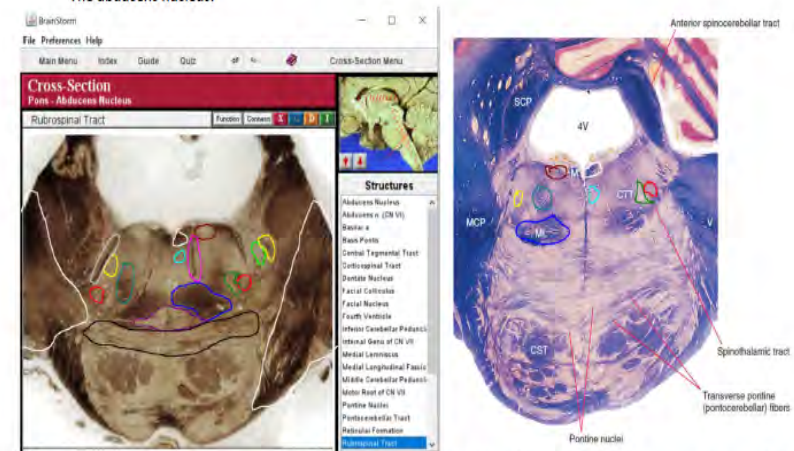 The abducent nucleus.
BrainStorm
File Preferences Help
Main Menu Index Guide Quiz Cross-Section Menu
Cross-Section
Pons - Abducens Nucleus
Rubrospinal Tract
Function Connexn X D I
Structures
Abducens Nucleus
Abducens n. (CN VI)
Basilar a
Basis Pontis
Central Tegmental Tract
Corticospinal Tract
Dentate Nucleus
Facial Colliculus
Facial Nucleus
Fourth Ventricle
Inferior Cerebellar Peduncle
Internal Genu of CN VII
Medial Lemniscus
Medial Longitudinal Fascic
Middle Cerebellar Peduncle
Motor Root of CN VII
Pontine Nuclei
Pontocerebellar Tract
Reticular Formation
Rubrospinal Tract
Anterior spinocerebellar tract
SCP
4V
CTT
MCP
V
ML
CST
Spinothalamic tract
Transverse pontine
(pontocerebellar) fibers
Pontine nuclei